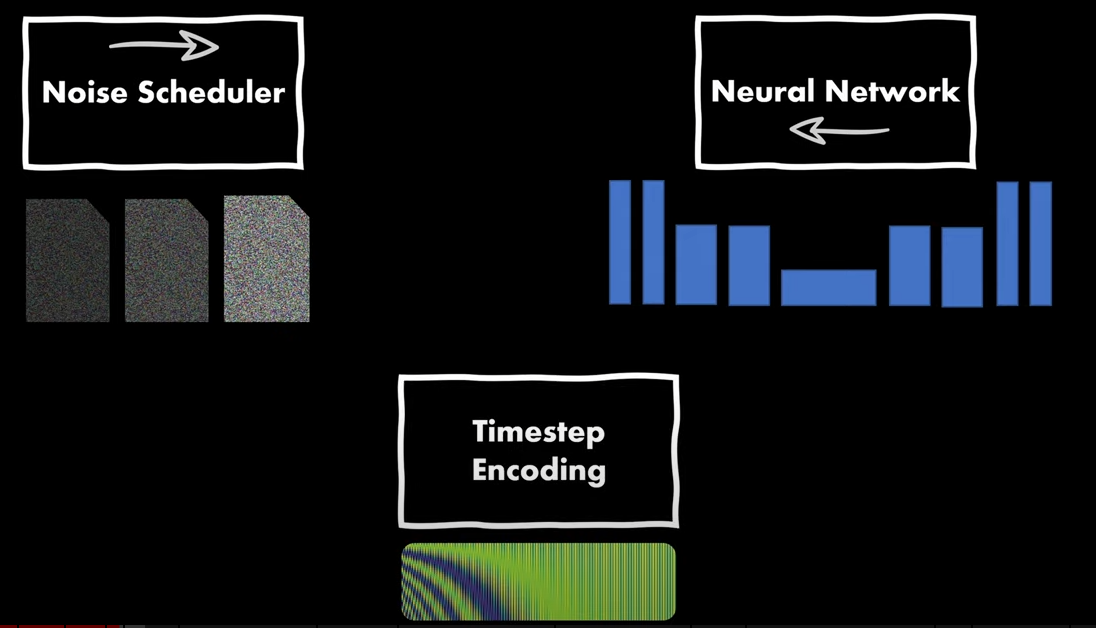 Noise Scheduler
Neural Network
Timestep
Encoding